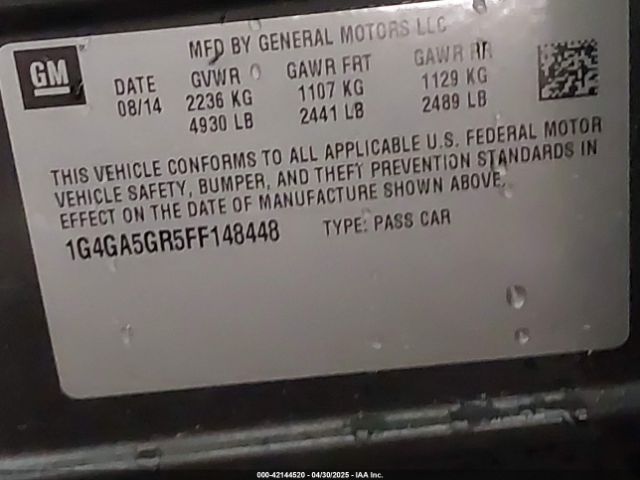 GM
MFD BY GENERAL MOTORS LLC
DATE GVWR GAWR FRT GAWR RR
08/14 2236 KG 1107 KG 1129 KG
4930 LB 2441 LB 2489 LB
THIS VEHICLE CONFORMS TO ALL APPLICABLE U.S. FEDERAL MOTOR
VEHICLE SAFETY, BUMPER, AND THEFT PREVENTION STANDARDS IN
EFFECT ON THE DATE OF MANUFACTURE SHOWN ABOVE.
1G4GA5GR5FF148448 TYPE: PASS CAR
000-42144520 - 04/30/2025 - IAA Inc.